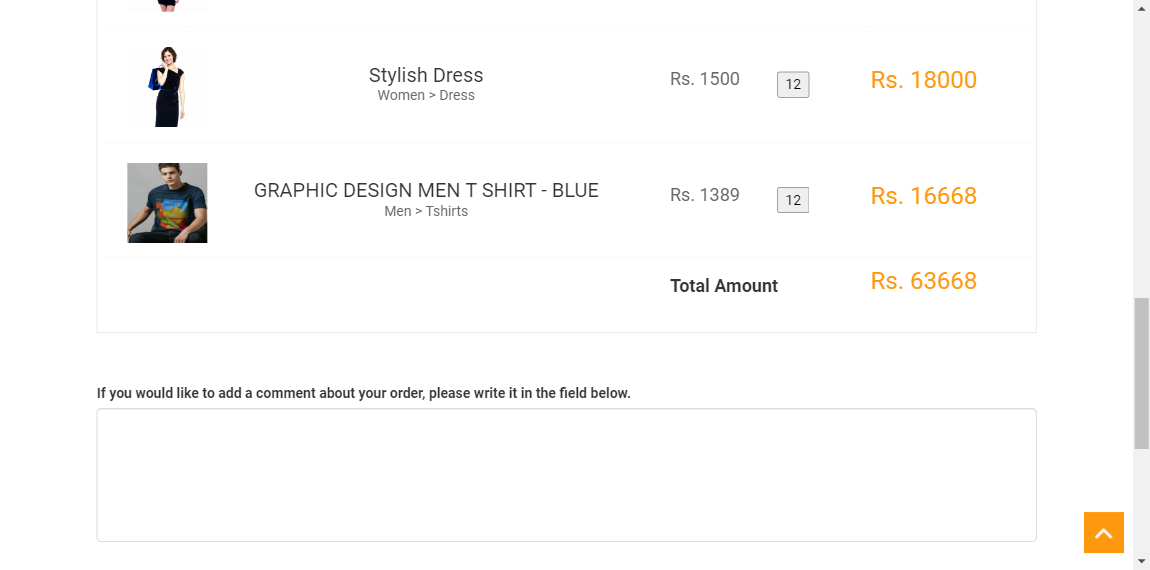 Stylish Dress
Women > Dress
Rs. 1500
12
Rs. 18000
GRAPHIC DESIGN MEN T SHIRT - BLUE
Men > Tshirts
Rs. 1389
12
Rs. 16668
Total Amount
Rs. 63668
If you would like to add a comment about your order, please write it in the field below.